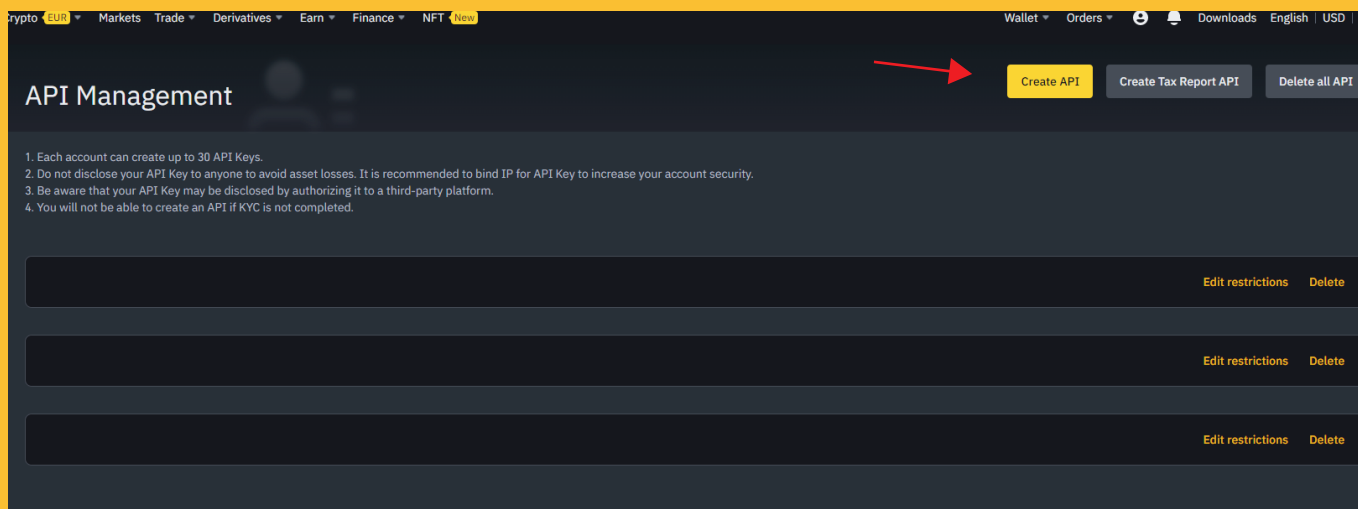 Crypto EUR Markets Trade Derivatives Earn Finance NFT New Wallet Orders Downloads English | USD |
API Management
Create API Create Tax Report API Delete all API
1. Each account can create up to 30 API Keys.
2. Do not disclose your API Key to anyone to avoid asset losses. It is recommended to bind IP for API Key to increase your account security.
3. Be aware that your API Key may be disclosed by authorizing it to a third-party platform.
4. You will not be able to create an API if KYC is not completed.
Edit restrictions Delete
Edit restrictions Delete
Edit restrictions Delete